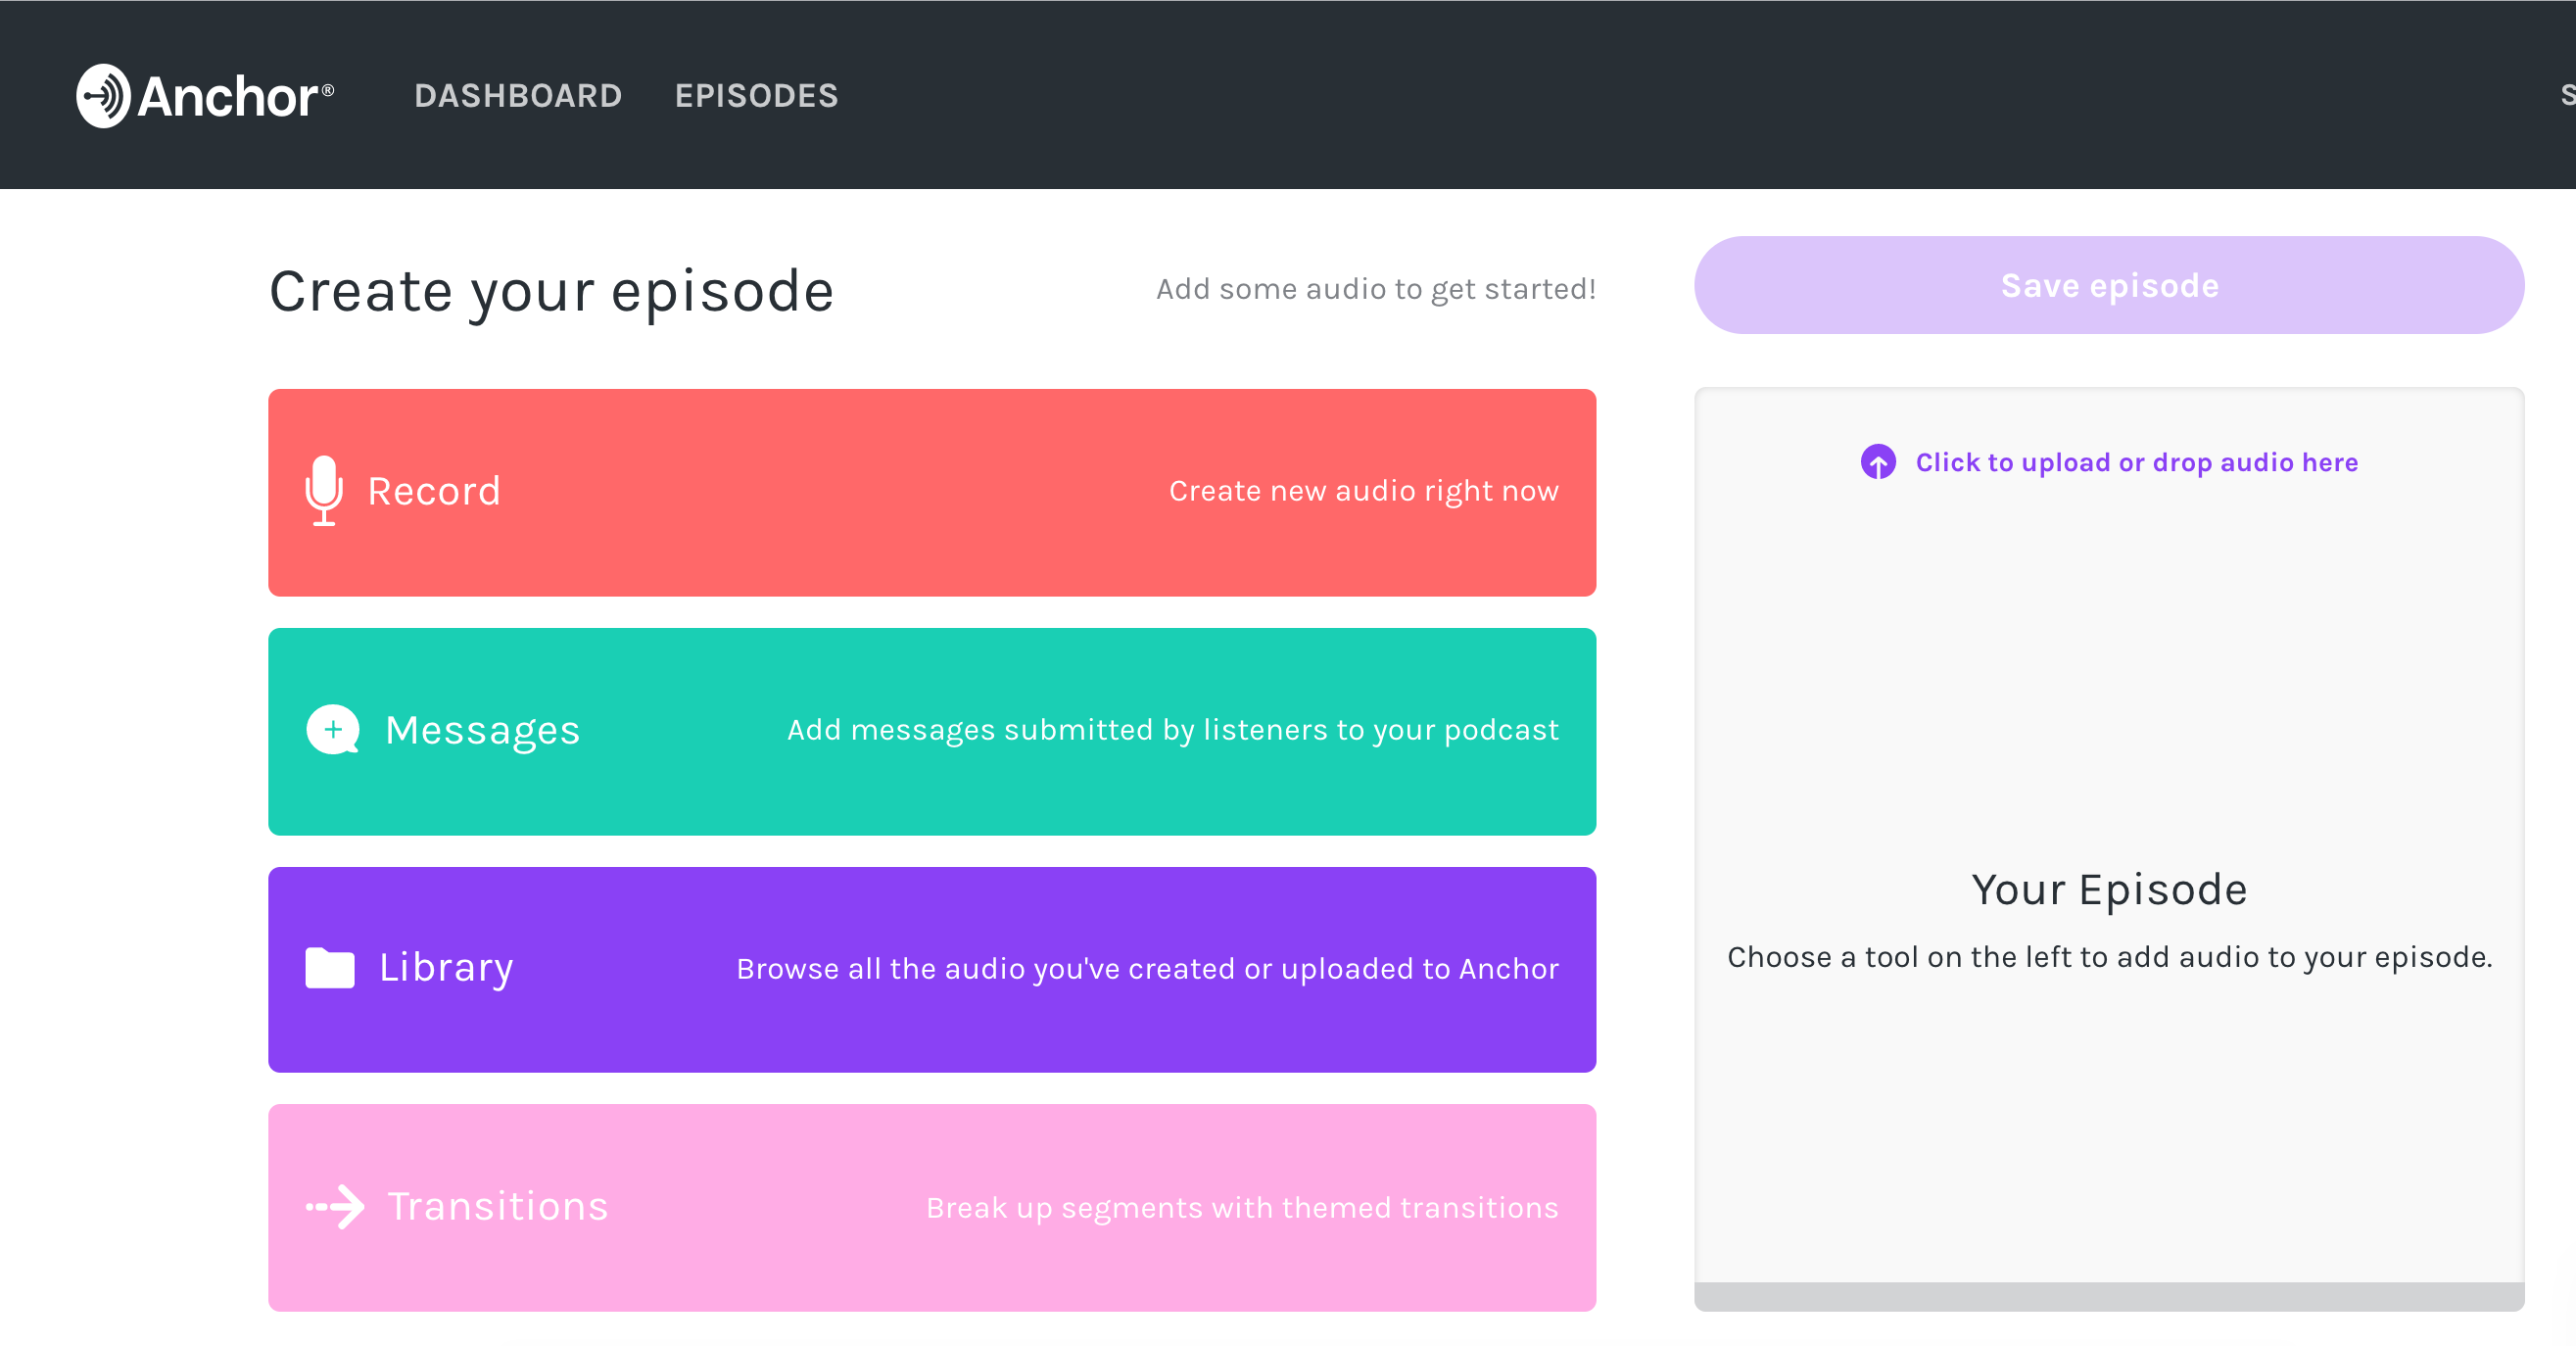 Anchor®
DASHBOARD
EPISODES
Create your episode
Add some audio to get started!
Save episode
Record
Create new audio right now
Messages
Add messages submitted by listeners to your podcast
Library
Browse all the audio you've created or uploaded to Anchor
Transitions
Break up segments with themed transitions
Click to upload or drop audio here
Your Episode
Choose a tool on the left to add audio to your episode.